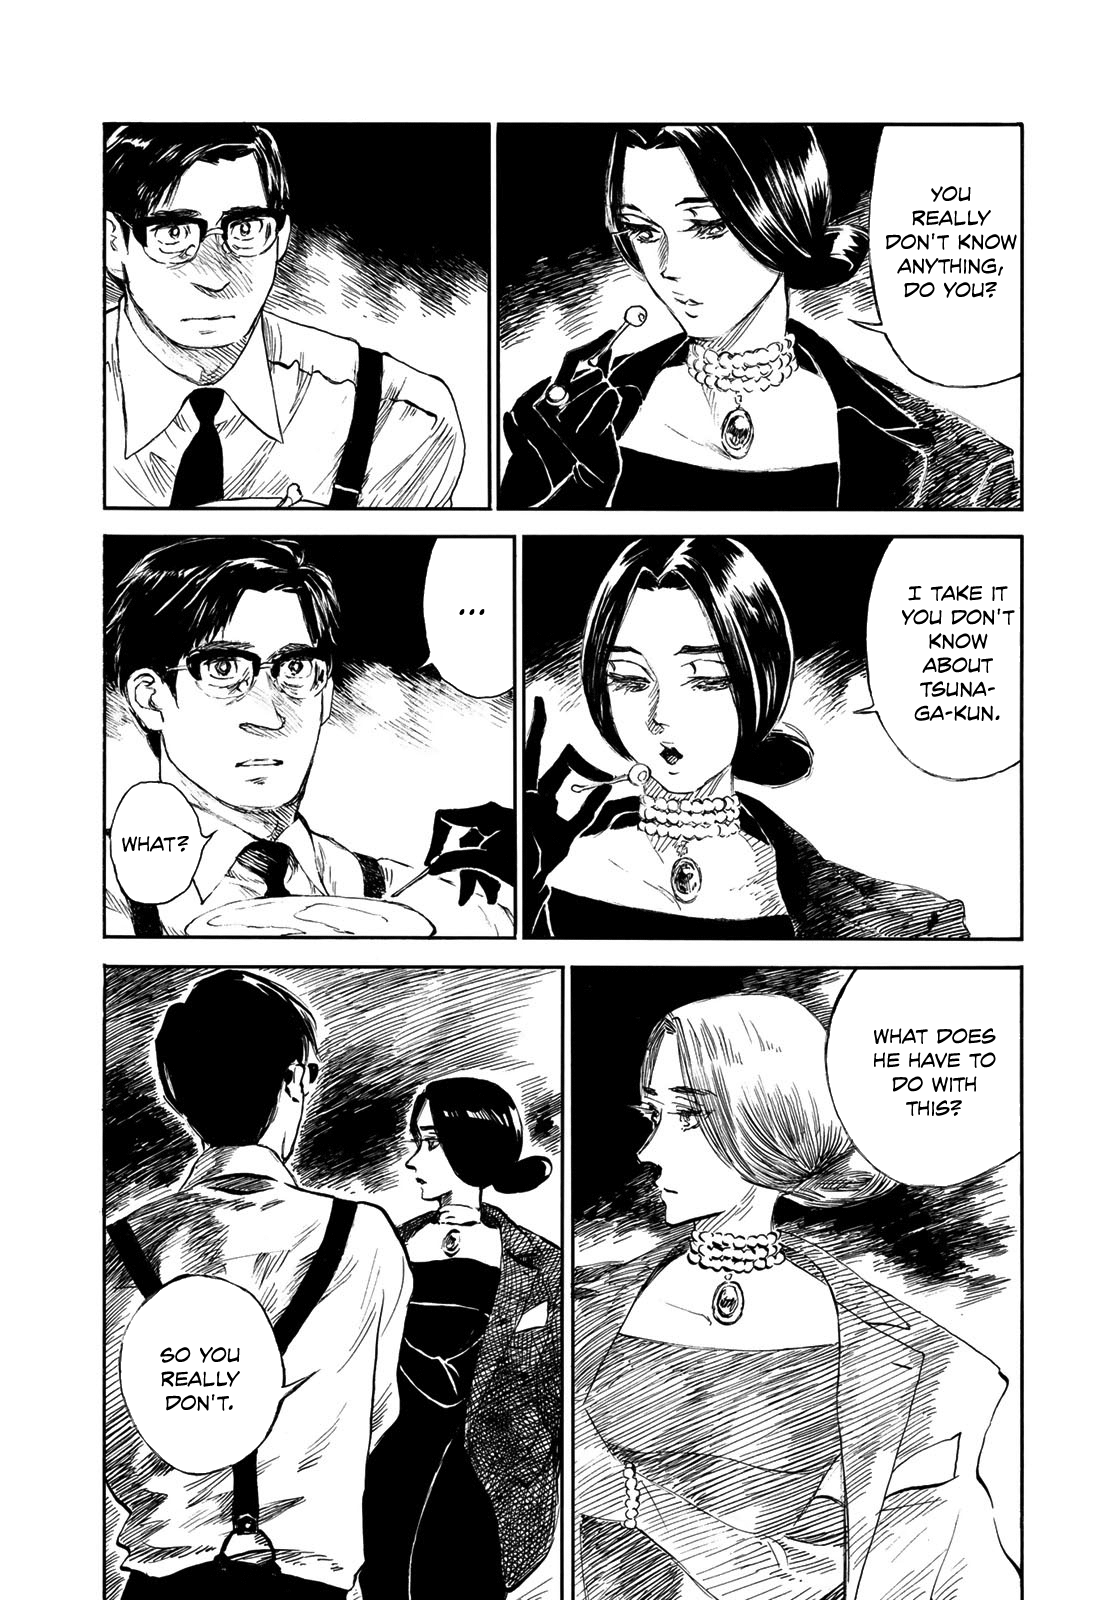 YOU
REALLY
DON'T KNOW
ANYTHING,
DO YOU?
I TAKE IT
YOU DON'T
KNOW
ABOUT
TSUNA-
GA-KUN.
...
WHAT?
WHAT DOES
HE HAVE TO
DO WITH
THIS?
SO YOU
REALLY
DON'T.